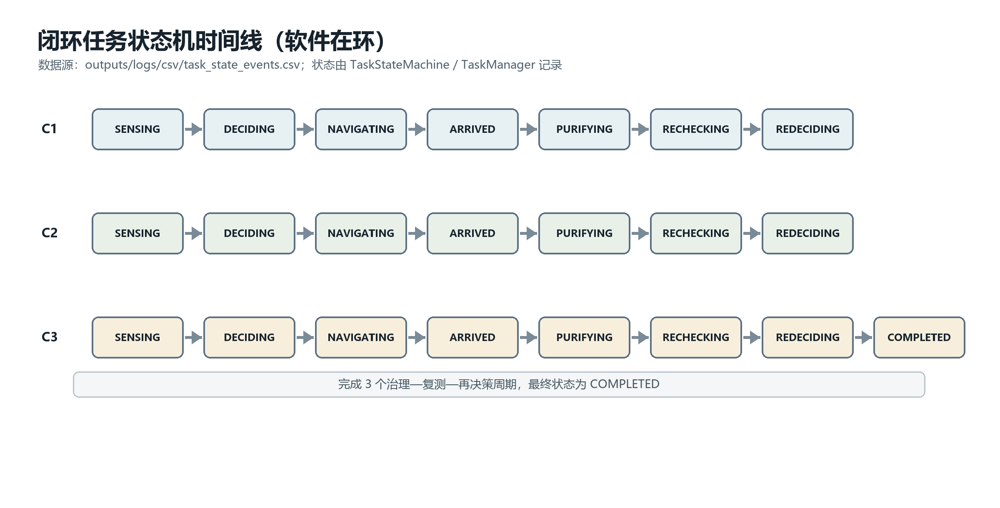 闭环任务状态机时间线（软件在环）
数据源：outputs/logs/csv/task_state_events.csv；状态由 TaskStateMachine / TaskManager 记录
C1 SENSING DECIDING NAVIGATING ARRIVED PURIFYING RECHECKING REDECIDING
C2 SENSING DECIDING NAVIGATING ARRIVED PURIFYING RECHECKING REDECIDING
C3 SENSING DECIDING NAVIGATING ARRIVED PURIFYING RECHECKING REDECIDING COMPLETED
完成 3 个治理—复测—再决策周期，最终状态为 COMPLETED